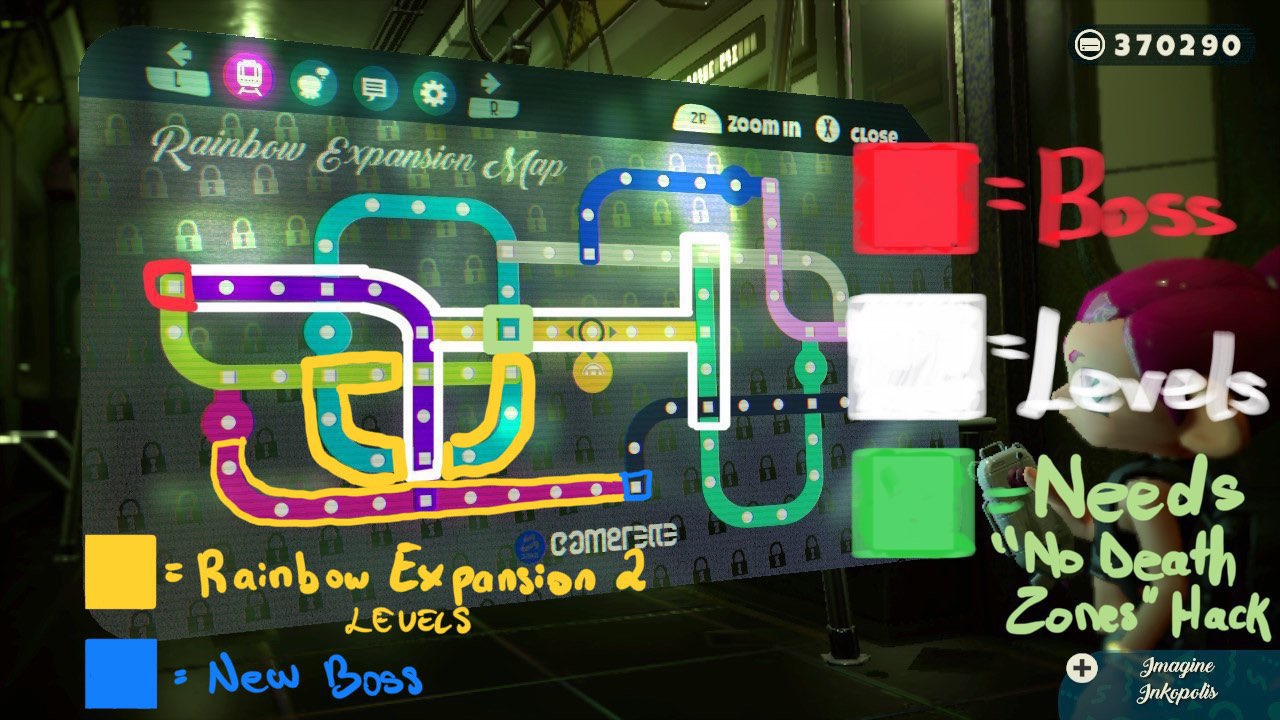 370290
L
R
ZR ZOOM IN X CLOSE
Rainbow Expansion Map
= Boss
= Levels
= Needs
"No Death
Zones" Hack
= Rainbow Expansion 2
LEVELS
= New Boss
Imagine
Inkopolis